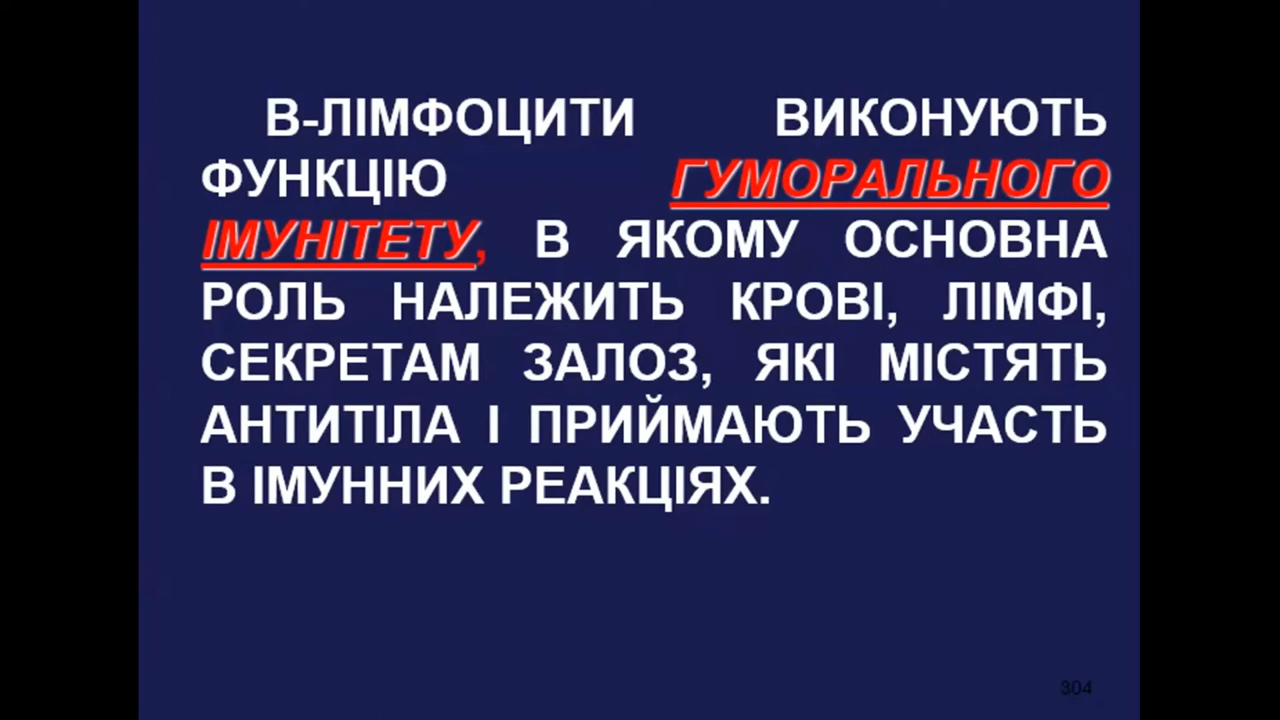 В-ЛІМФОЦИТИ ВИКОНУЮТЬ
ФУНКЦІЮ ГУМОРАЛЬНОГО
ІМУНІТЕТУ, В ЯКОМУ ОСНОВНА
РОЛЬ НАЛЕЖИТЬ КРОВІ, ЛІМФІ,
СЕКРЕТАМ ЗАЛОЗ, ЯКІ МІСТЯТЬ
АНТИТІЛА І ПРИЙМАЮТЬ УЧАСТЬ
В ІМУННИХ РЕАКЦІЯХ.
304